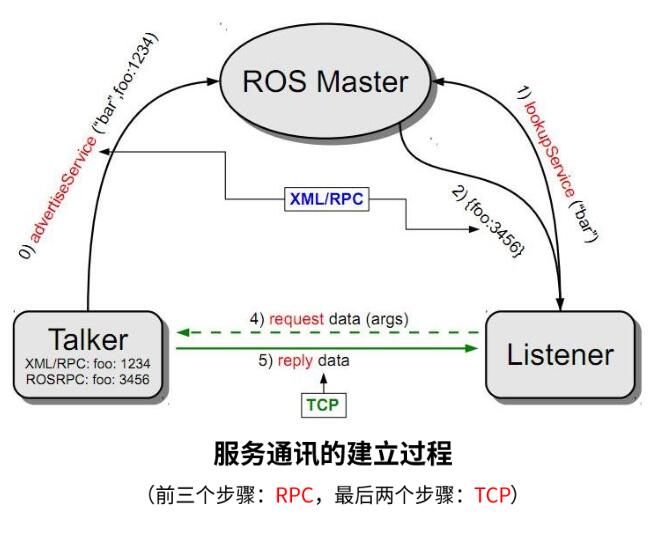 ROS Master
0) advertiseService ("bar",foo:1234)
1) lookupService ("bar")
XML/RPC
2) {foo:3456}
Talker
XML/RPC: foo: 1234
ROSRPC: foo: 3456
4) request data (args)
5) reply data
TCP
Listener
服务通讯的建立过程
（前三个步骤：RPC，最后两个步骤：TCP）